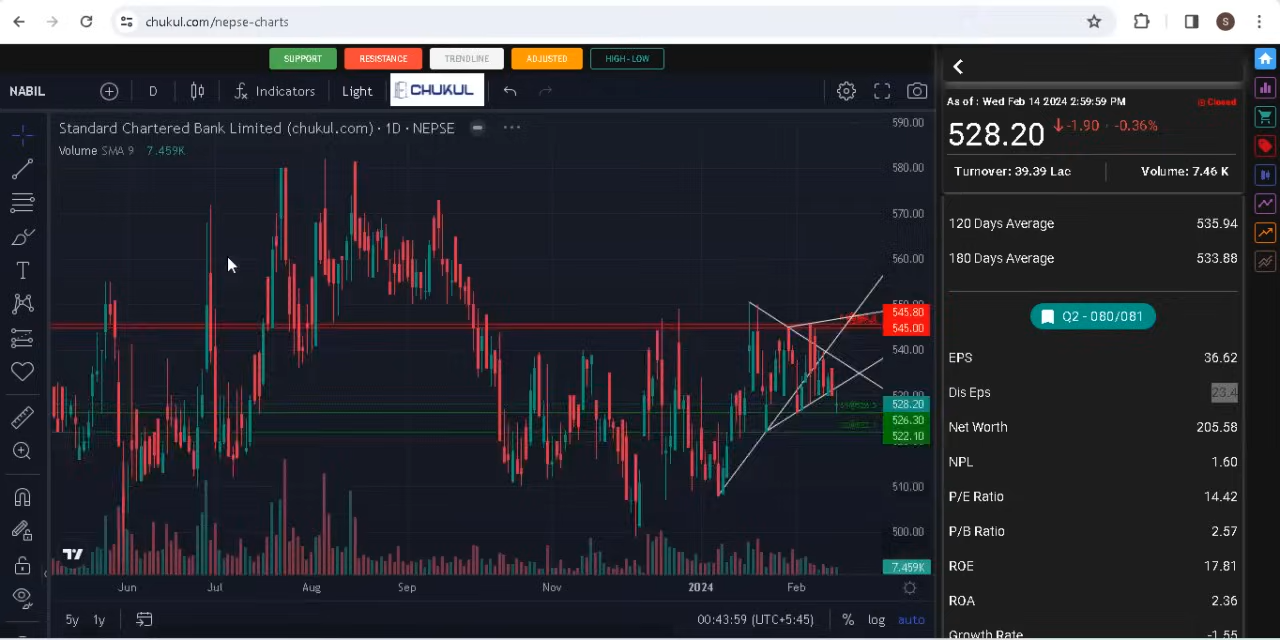 chukul.com/nepse-charts
S
SUPPORT RESISTANCE TRENDLINE ADJUSTED HIGH-LOW
NABIL D Indicators Light CHUKUL
Standard Chartered Bank Limited (chukul.com) · 1D · NEPSE
Volume SMA 9 7.459K
590.00
580.00
570.00
560.00
550.00
545.80
545.00
540.00
530.00
528.20
526.30
522.10
510.00
500.00
7.459K
Jun Jul Aug Sep Nov 2024 Feb
5y 1y 00:43:59 (UTC+5:45) % log auto
As of : Wed Feb 14 2024 2:59:59 PM Closed
528.20 -1.90 - -0.36%
Turnover: 39.39 Lac Volume: 7.46 K
120 Days Average 535.94
180 Days Average 533.88
Q2 - 080/081
EPS 36.62
Dis Eps 23.4
Net Worth 205.58
NPL 1.60
P/E Ratio 14.42
P/B Ratio 2.57
ROE 17.81
ROA 2.36
Growth Rate -1.55